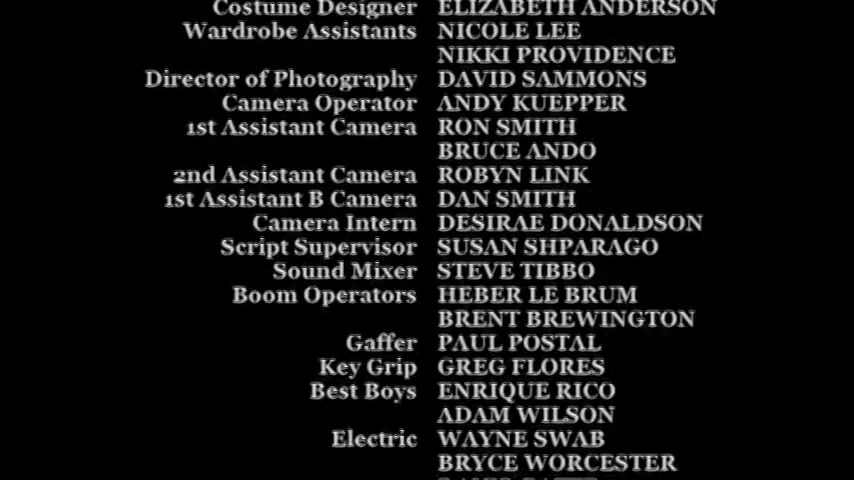 Costume Designer ELIZABETH ANDERSON
Wardrobe Assistants NICOLE LEE
NIKKI PROVIDENCE
Director of Photography DAVID SAMMONS
Camera Operator ANDY KUEPPER
1st Assistant Camera RON SMITH
BRUCE ANDO
2nd Assistant Camera ROBYN LINK
1st Assistant B Camera DAN SMITH
Camera Intern DESIRAE DONALDSON
Script Supervisor SUSAN SHPARAGO
Sound Mixer STEVE TIBBO
Boom Operators HEBER LE BRUM
BRENT BREWINGTON
Gaffer PAUL POSTAL
Key Grip GREG FLORES
Best Boys ENRIQUE RICO
ADAM WILSON
Electric WAYNE SWAB
BRYCE WORCESTER